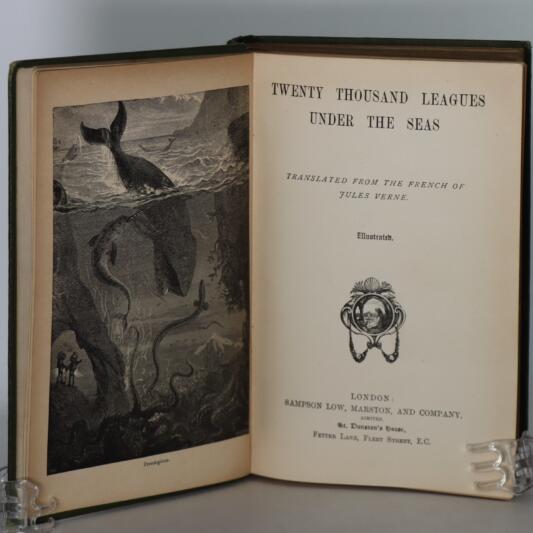 Frontispiece.
TWENTY THOUSAND LEAGUES
UNDER THE SEAS
TRANSLATED FROM THE FRENCH OF
JULES VERNE.
Illustrated.
LONDON:
SAMPSON LOW, MARSTON, AND COMPANY,
LIMITED.
St. Dunstan's House,
FETTER LANE, FLEET STREET, E.C.